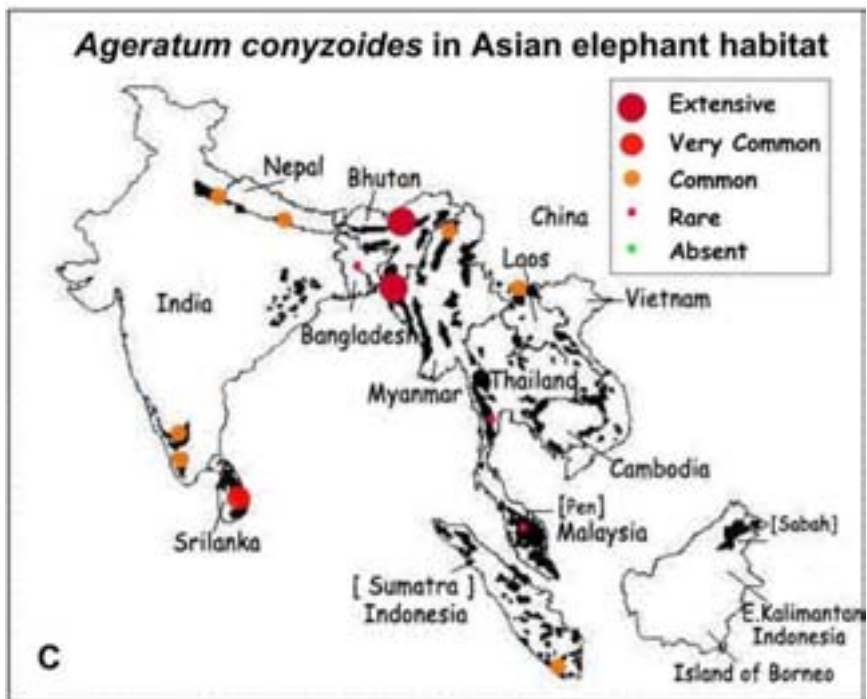 Ageratum conyzoides in Asian elephant habitat
Extensive
Very Common
Common
Rare
Absent
Nepal
Bhutan
China
Laos
Vietnam
India
Bangladesh
Myanmar
Thailand
Cambodia
Srilanka
[Pen]
Malaysia
[Sabah]
[ Sumatra ]
Indonesia
E.Kalimantan
Indonesia
Island of Borneo
C